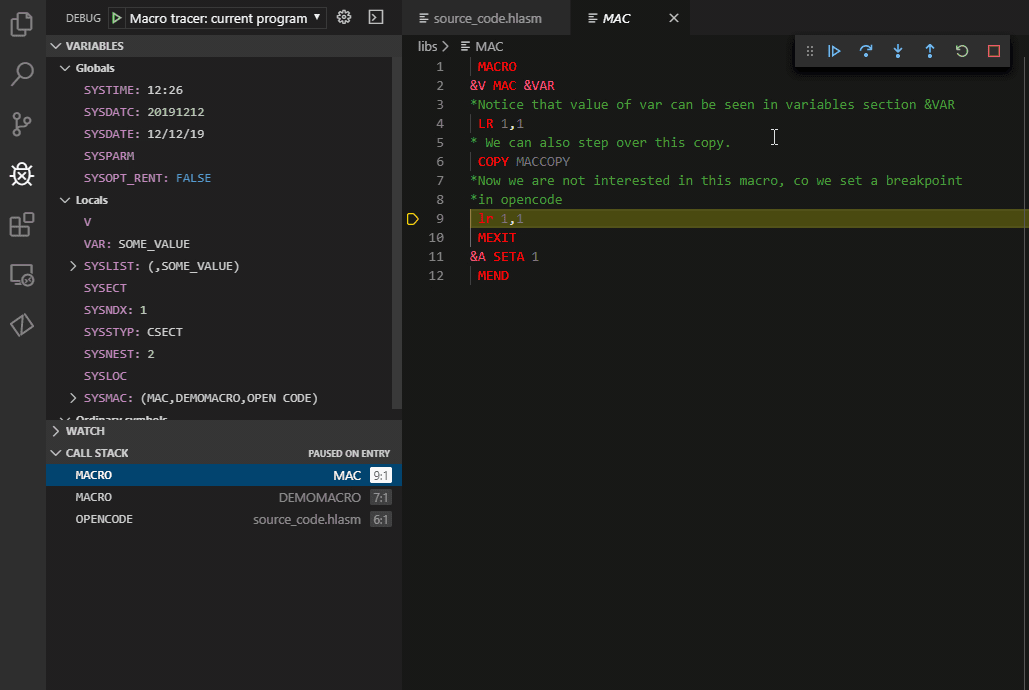 DEBUG Macro tracer: current program
VARIABLES
Globals
SYSTIME: 12:26
SYSDATC: 20191212
SYSDATE: 12/12/19
SYSPARM
SYSOPT_RENT: FALSE
Locals
V
VAR: SOME_VALUE
SYSLIST: (,SOME_VALUE)
SYSECT
SYSNDX: 1
SYSSTYP: CSECT
SYSNEST: 2
SYSLOC
SYSMAC: (MAC,DEMOMACRO,OPEN CODE)
Ordinary symbols
WATCH
CALL STACK PAUSED ON ENTRY
MACRO MAC 9:1
MACRO DEMOMACRO 7:1
OPENCODE source_code.hlasm 6:1
source_code.hlasm MAC
libs > MAC
1 MACRO
2 &V MAC &VAR
3 *Notice that value of var can be seen in variables section &VAR
4 LR 1,1
5 * We can also step over this copy.
6 COPY MACCOPY
7 *Now we are not interested in this macro, co we set a breakpoint
8 *in opencode
9 lr 1,1
10 MEXIT
11 &A SETA 1
12 MEND